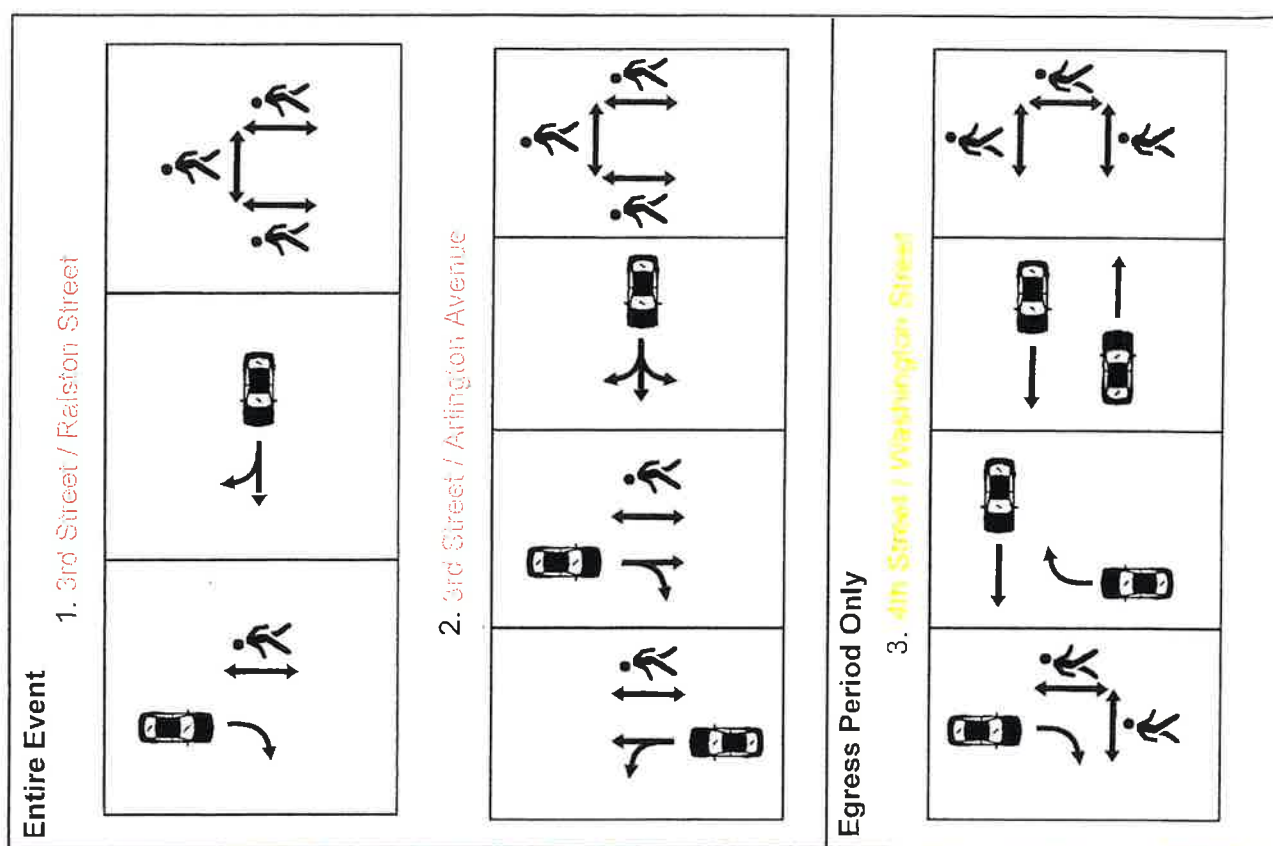 Entire Event
1. 3rd Street / Ralston Street
2. 3rd Street / Arlington Avenue
Egress Period Only
3. 4th Street / Washington Street